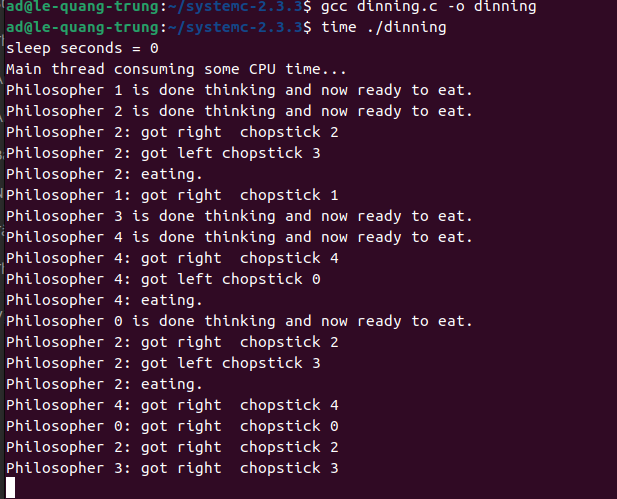 ad@le-quang-trung:~/systemc-2.3.3$ gcc dinning.c -o dinning
ad@le-quang-trung:~/systemc-2.3.3$ time ./dinning
sleep seconds = 0
Main thread consuming some CPU time...
Philosopher 1 is done thinking and now ready to eat.
Philosopher 2 is done thinking and now ready to eat.
Philosopher 2: got right  chopstick 2
Philosopher 2: got left chopstick 3
Philosopher 2: eating.
Philosopher 1: got right  chopstick 1
Philosopher 3 is done thinking and now ready to eat.
Philosopher 4 is done thinking and now ready to eat.
Philosopher 4: got right  chopstick 4
Philosopher 4: got left chopstick 0
Philosopher 4: eating.
Philosopher 0 is done thinking and now ready to eat.
Philosopher 2: got right  chopstick 2
Philosopher 2: got left chopstick 3
Philosopher 2: eating.
Philosopher 4: got right  chopstick 4
Philosopher 0: got right  chopstick 0
Philosopher 2: got right  chopstick 2
Philosopher 3: got right  chopstick 3